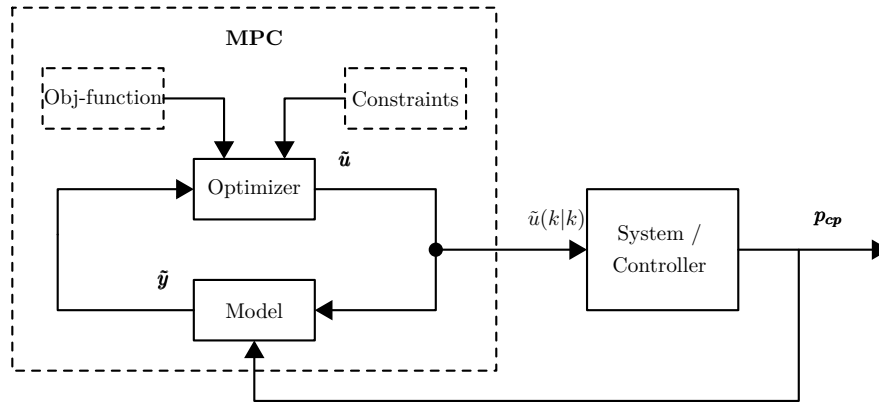 MPC
Obj-function
Constraints
ũ
Optimizer
ũ(k|k)
System /
Controller
p_cp
ỹ
Model